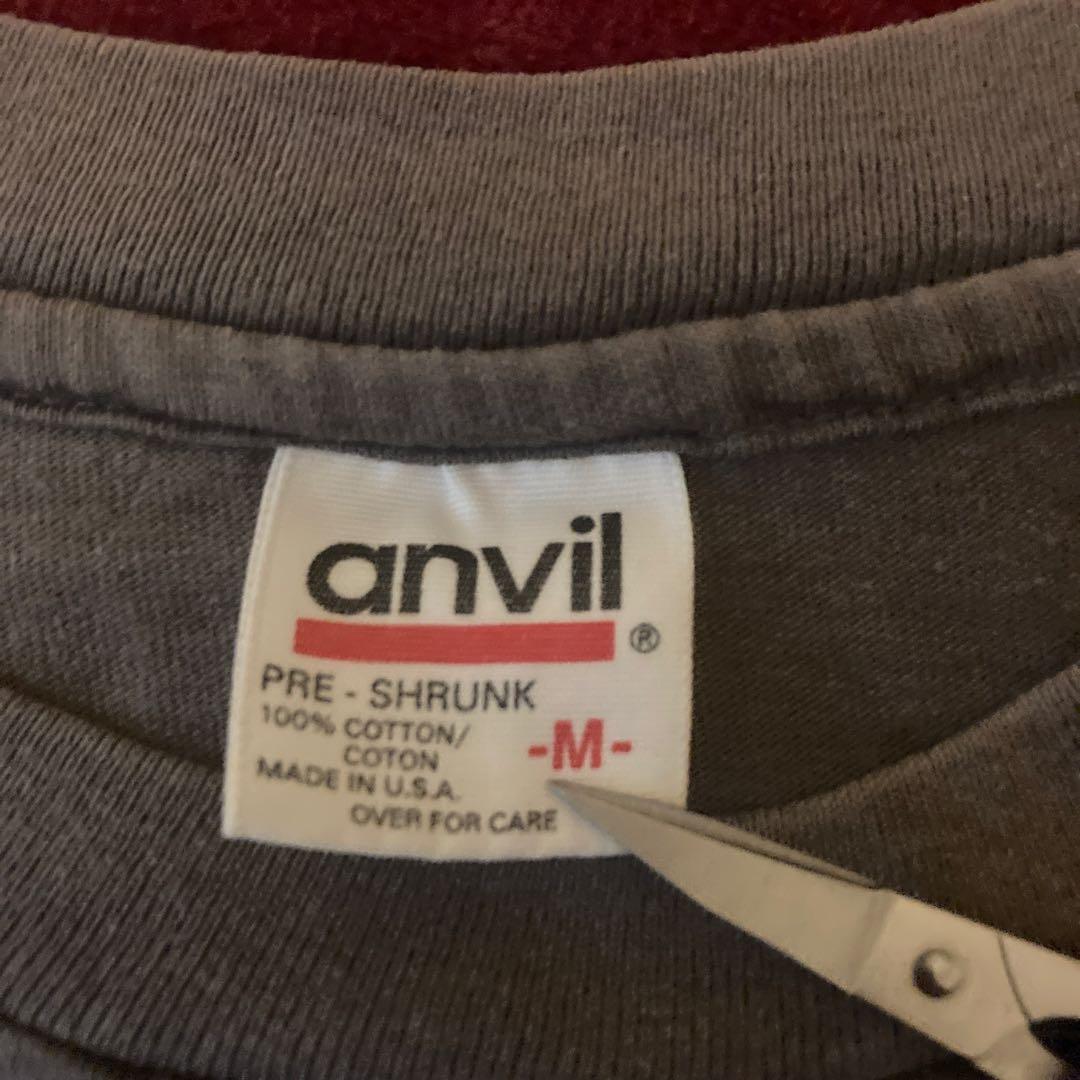 anvil®
PRE - SHRUNK
100% COTTON/
COTON
-M-
MADE IN U.S.A.
OVER FOR CARE